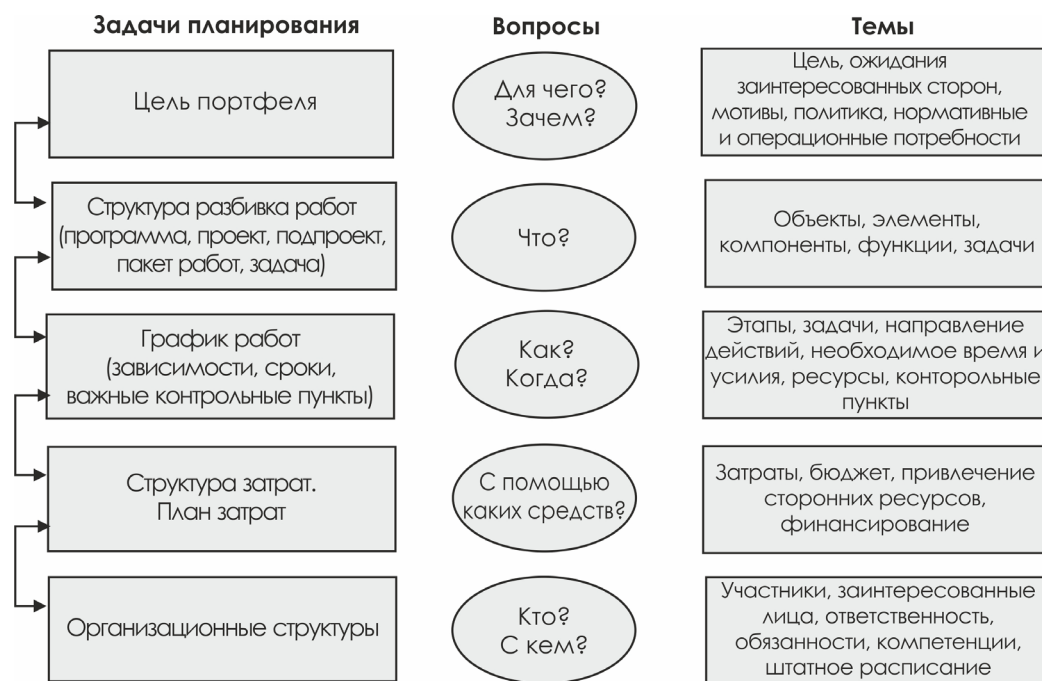 Задачи планирования
Вопросы
Темы
Цель портфеля
Для чего?
Зачем?
Цель, ожидания
заинтересованных сторон,
мотивы, политика, нормативные
и операционные потребности
Структура разбивка работ
(программа, проект, подпроект,
пакет работ, задача)
Что?
Объекты, элементы,
компоненты, функции, задачи
График работ
(зависимости, сроки,
важные контрольные пункты)
Как?
Когда?
Этапы, задачи, направление
действий, необходимое время и
усилия, ресурсы, конторольные
пункты
Структура затрат.
План затрат
С помощью
каких средств?
Затраты, бюджет, привлечение
сторонних ресурсов,
финансирование
Организационные структуры
Кто?
С кем?
Участники, заинтересованные
лица, ответственность,
обязанности, компетенции,
штатное расписание